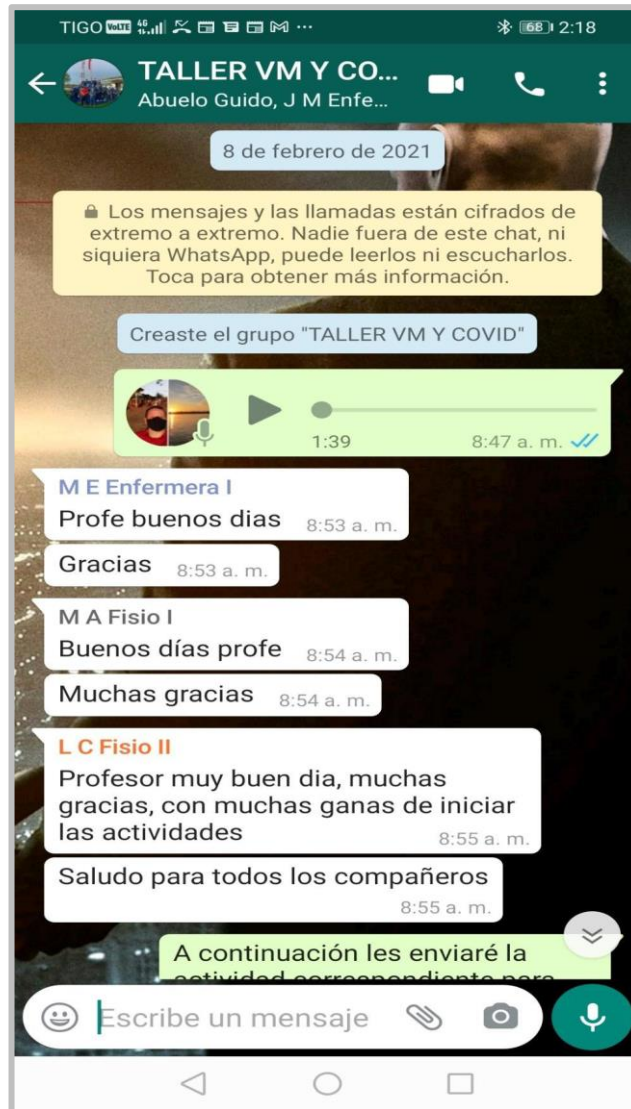 TIGO VoLTE 4G 68 2:18
TALLER VM Y CO...
Abuelo Guido, J M Enfe...
8 de febrero de 2021
Los mensajes y las llamadas están cifrados de
extremo a extremo. Nadie fuera de este chat, ni
siquiera WhatsApp, puede leerlos ni escucharlos.
Toca para obtener más información.
Creaste el grupo "TALLER VM Y COVID"
1:39 8:47 a. m.
M E Enfermera I
Profe buenos dias 8:53 a. m.
Gracias 8:53 a. m.
M A Fisio I
Buenos días profe 8:54 a. m.
Muchas gracias 8:54 a. m.
L C Fisio II
Profesor muy buen dia, muchas
gracias, con muchas ganas de iniciar
las actividades 8:55 a. m.
Saludo para todos los compañeros
8:55 a. m.
A continuación les enviaré la
actividad correspondiente para
Escribe un mensaje